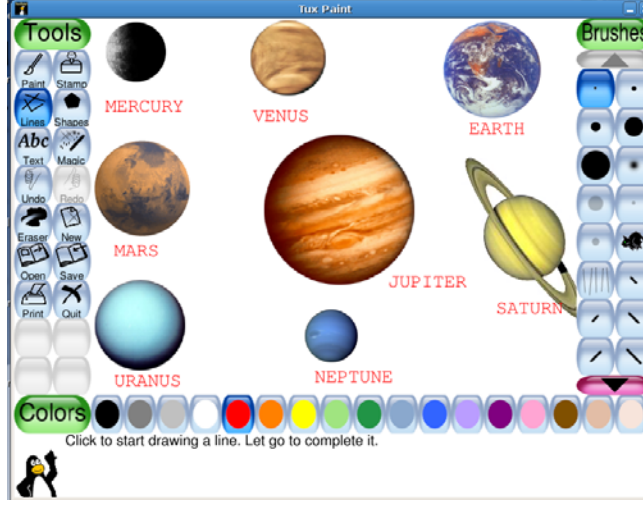 Tux Paint
Tools
Brushes
Paint Stamp
Lines Shapes
Abc
Text Magic
Undo Redo
Eraser New
Open Save
Print Quit
MERCURY
VENUS
EARTH
MARS
JUPITER
SATURN
URANUS
NEPTUNE
Colors
Click to start drawing a line. Let go to complete it.